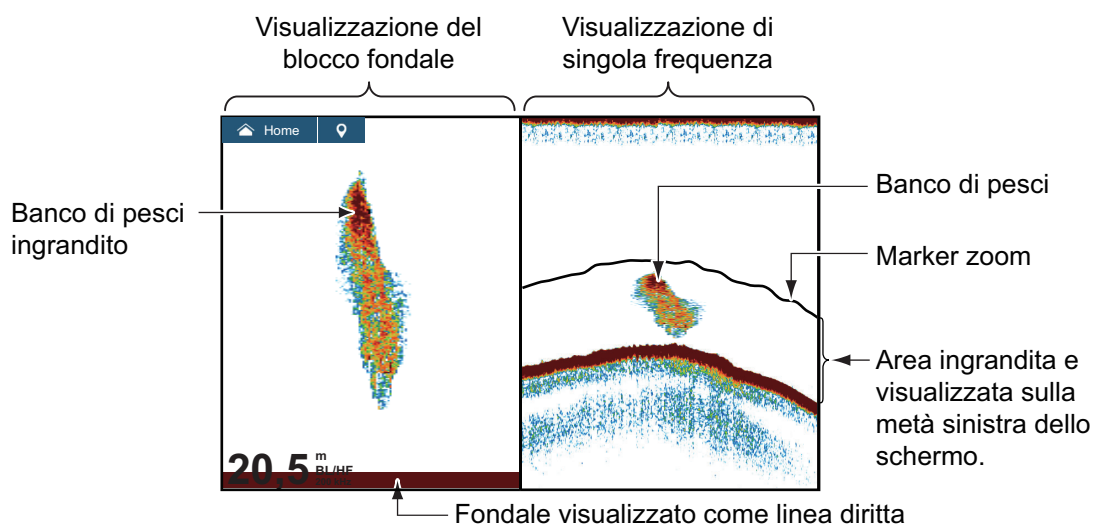 Visualizzazione del
blocco fondale
Visualizzazione di
singola frequenza
Home
Banco di pesci
ingrandito
Banco di pesci
Marker zoom
Area ingrandita e
visualizzata sulla
metà sinistra dello
schermo.
20,5 m
BL/HF
Fondale visualizzato come linea diritta